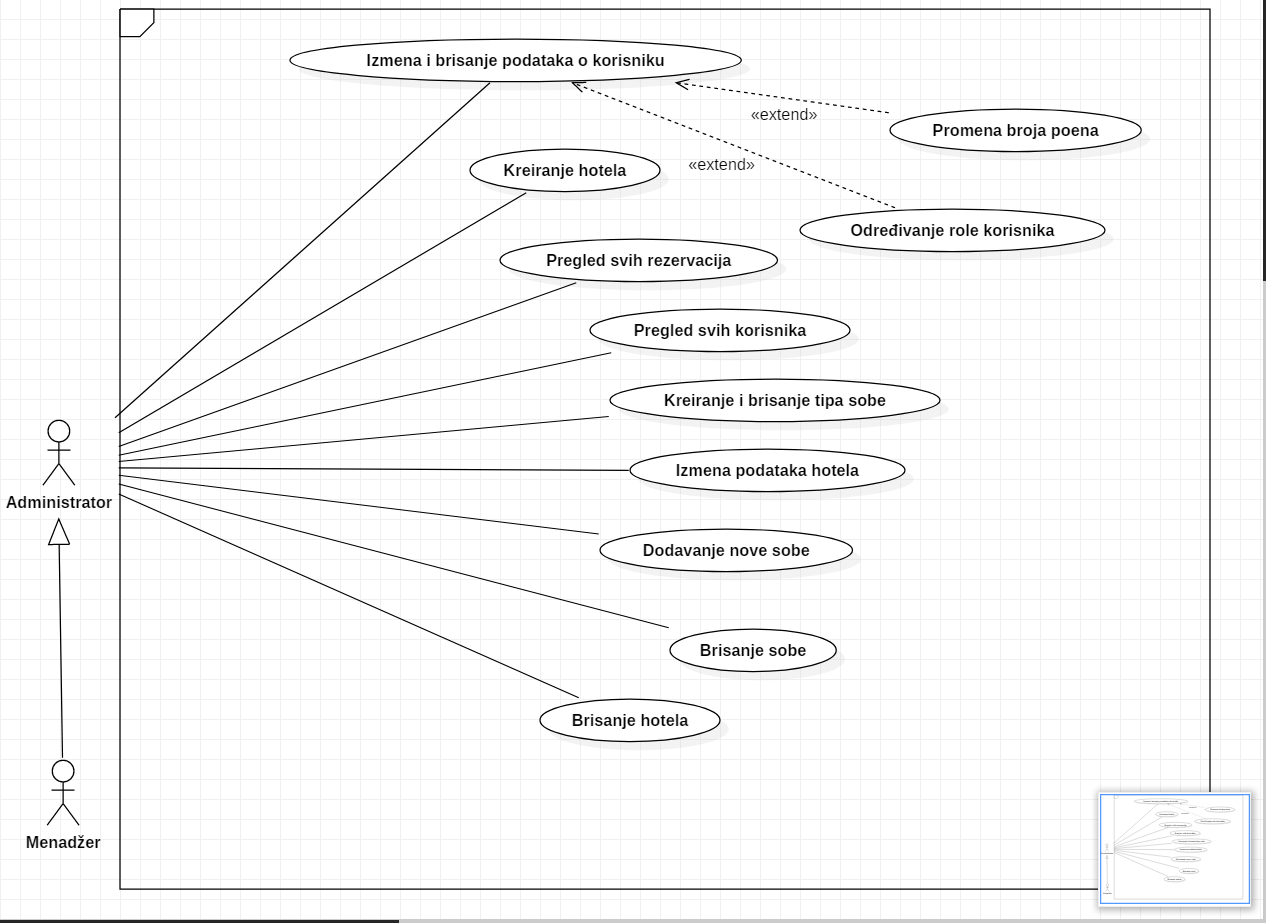 Izmena i brisanje podataka o korisniku
«extend»
Promena broja poena
«extend»
Kreiranje hotela
Određivanje role korisnika
Pregled svih rezervacija
Pregled svih korisnika
Kreiranje i brisanje tipa sobe
Izmena podataka hotela
Administrator
Dodavanje nove sobe
Brisanje sobe
Brisanje hotela
Menadžer